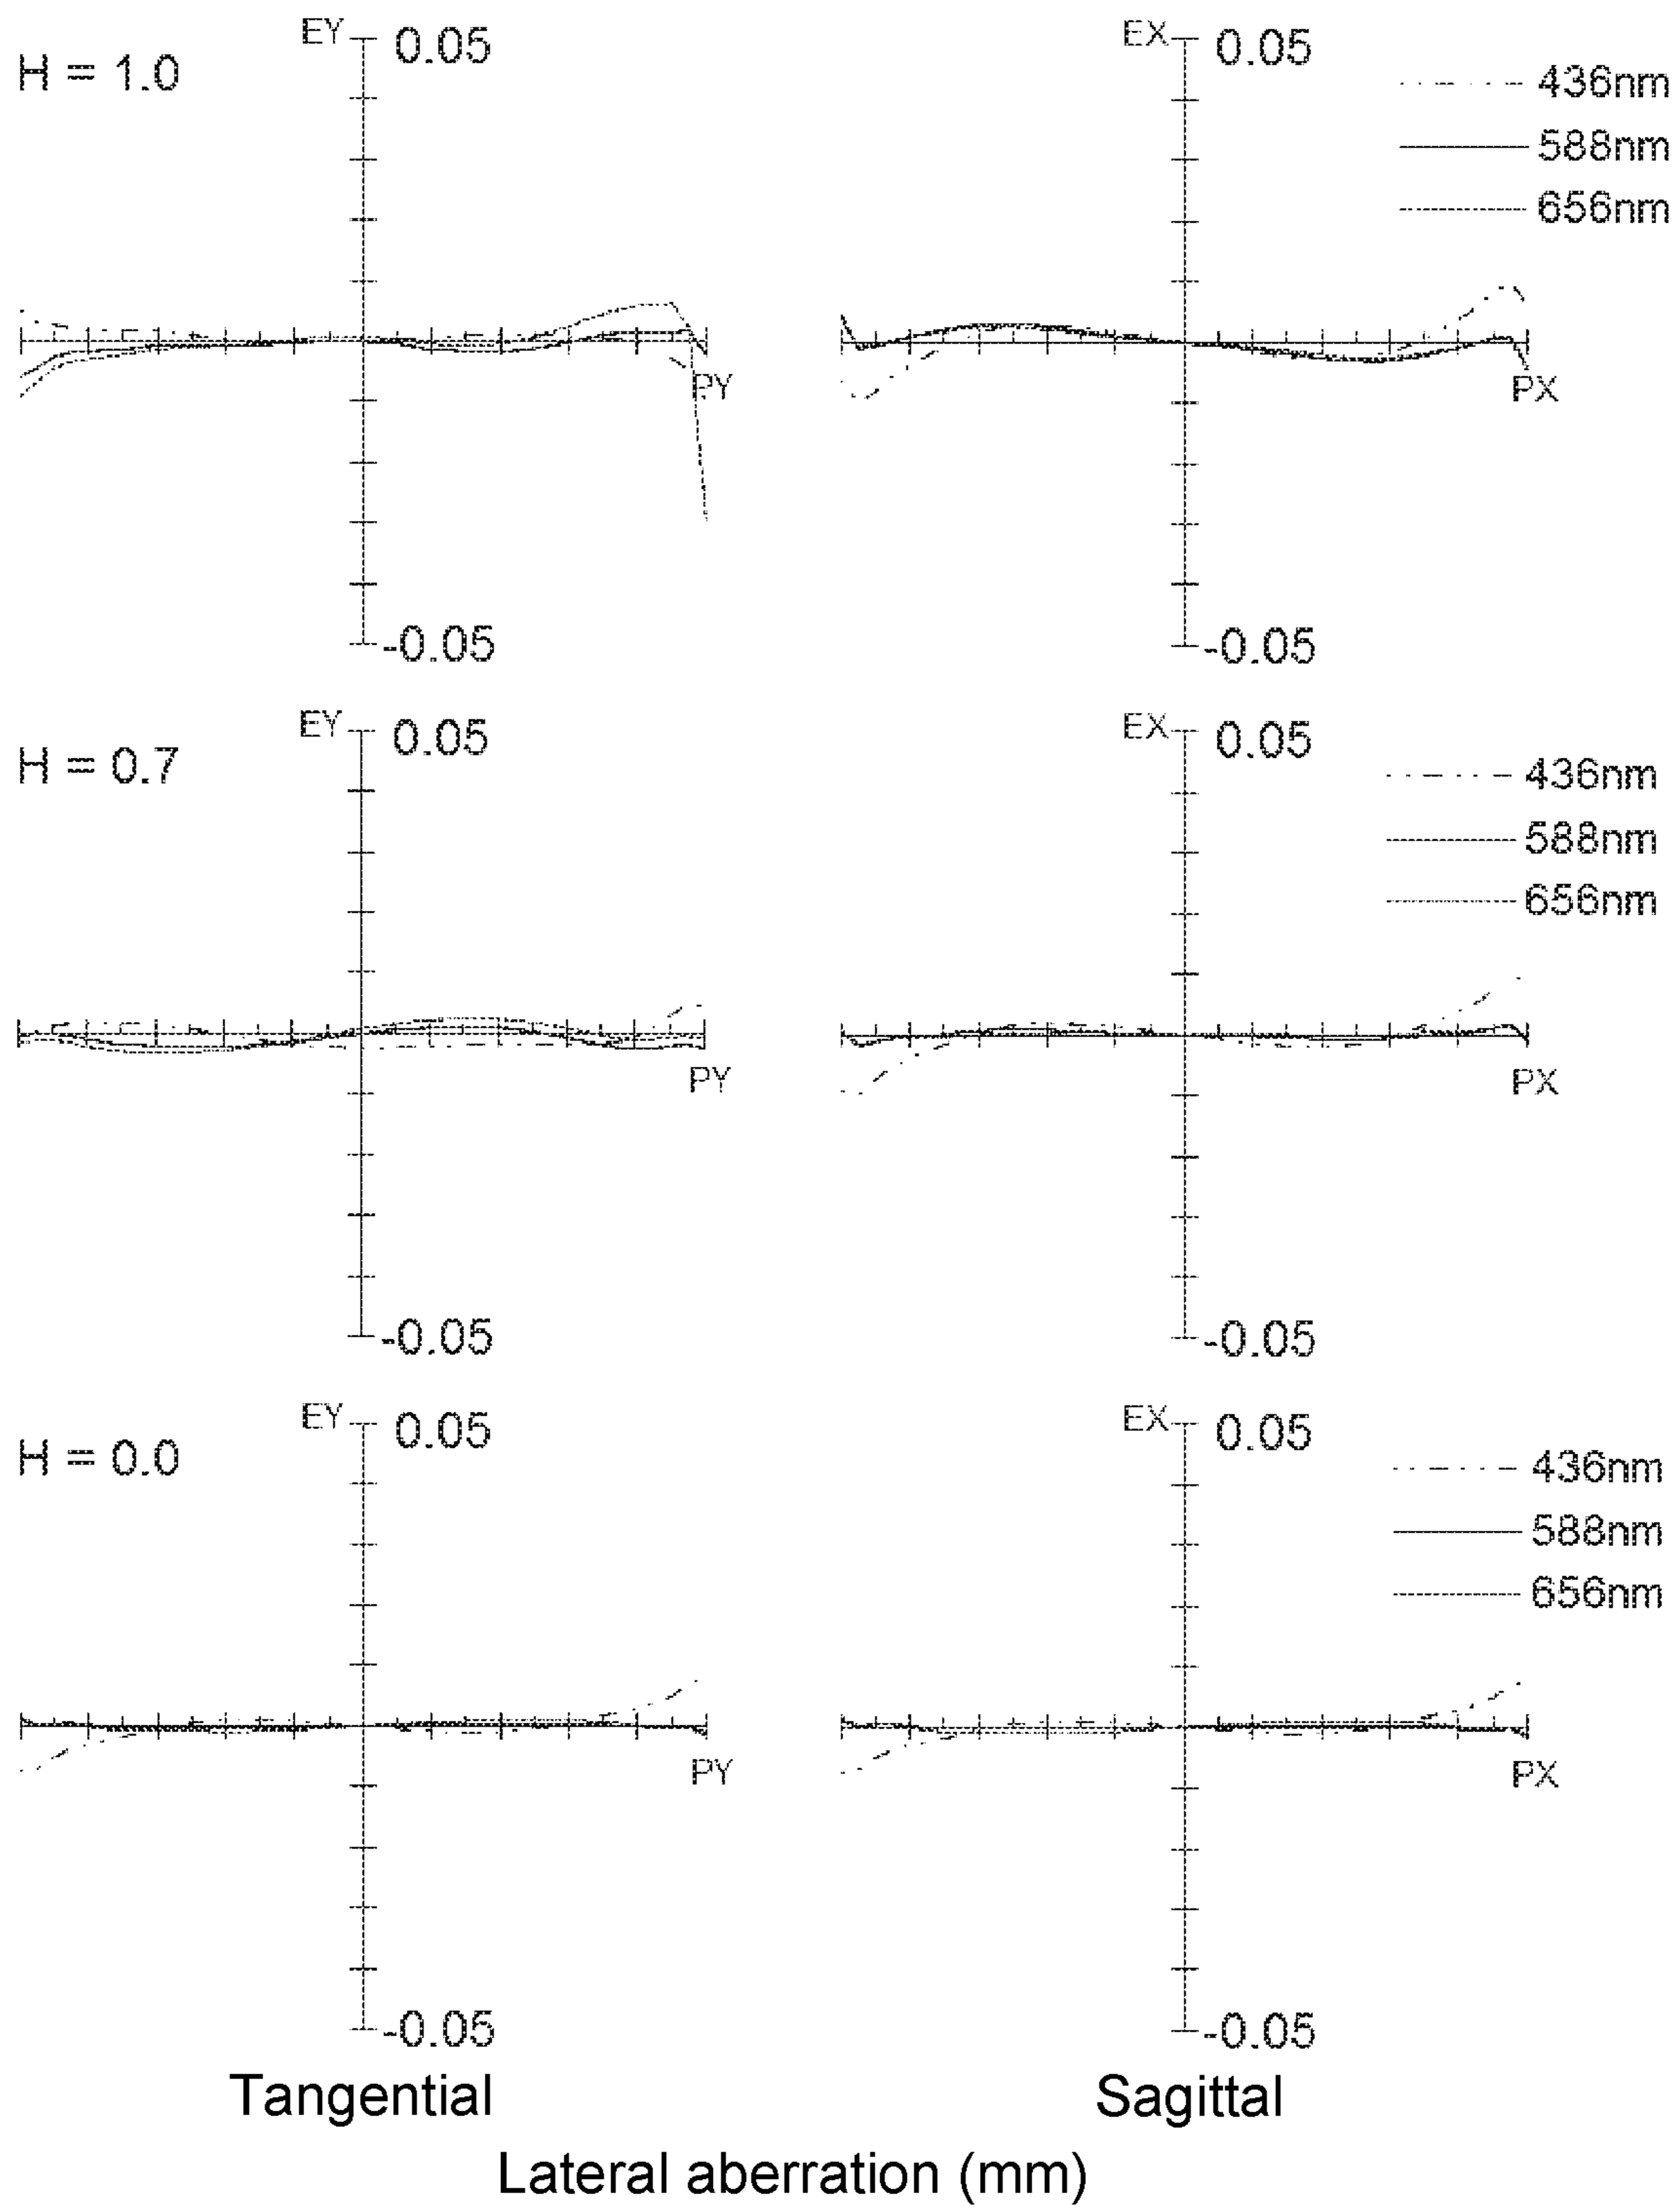 EY 0.05 EX 0.05
H = 1.0 436nm
588nm
656nm
PY PX
-0.05 -0.05
EY 0.05 EX 0.05
H = 0.7 436nm
588nm
656nm
PY PX
-0.05 -0.05
EY 0.05 EX 0.05
H = 0.0 436nm
588nm
656nm
PY PX
-0.05 -0.05
Tangential Sagittal
Lateral aberration (mm)